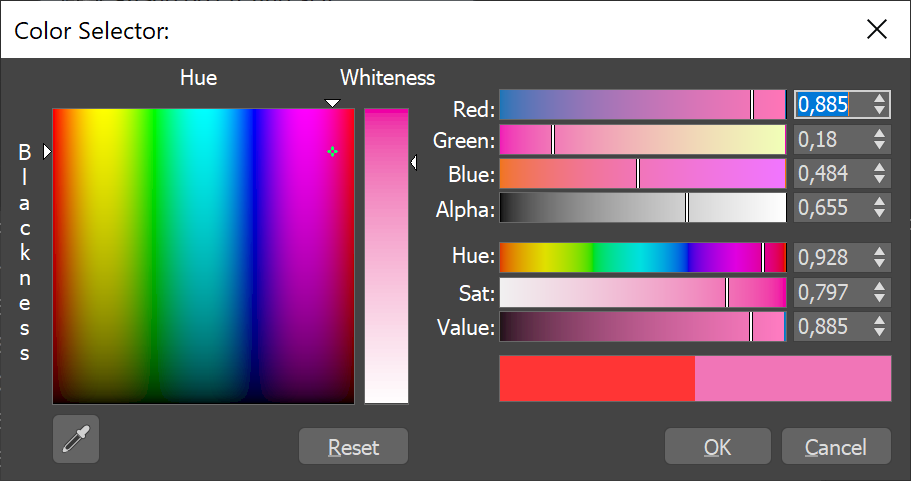 Color Selector:
Hue
Whiteness
Blackness
Red: 0,885
Green: 0,18
Blue: 0,484
Alpha: 0,655
Hue: 0,928
Sat: 0,797
Value: 0,885
Reset
OK
Cancel